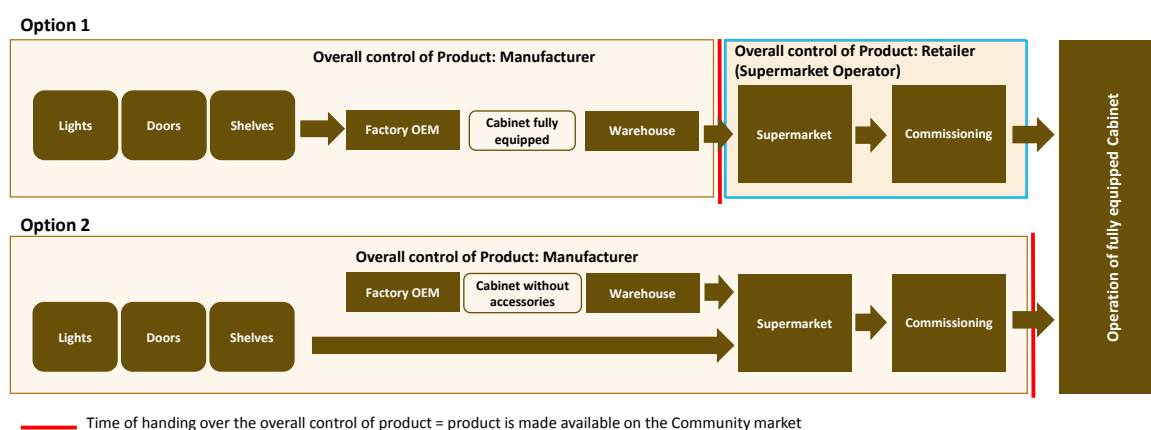 Option 1
Overall control of Product: Manufacturer
Overall control of Product: Retailer
(Supermarket Operator)
Lights
Doors
Shelves
Factory OEM
Cabinet fully
equipped
Warehouse
Supermarket
Commissioning
Operation of fully equipped Cabinet
Option 2
Overall control of Product: Manufacturer
Factory OEM
Cabinet without
accessories
Warehouse
Lights
Doors
Shelves
Supermarket
Commissioning
Time of handing over the overall control of product = product is made available on the Community market